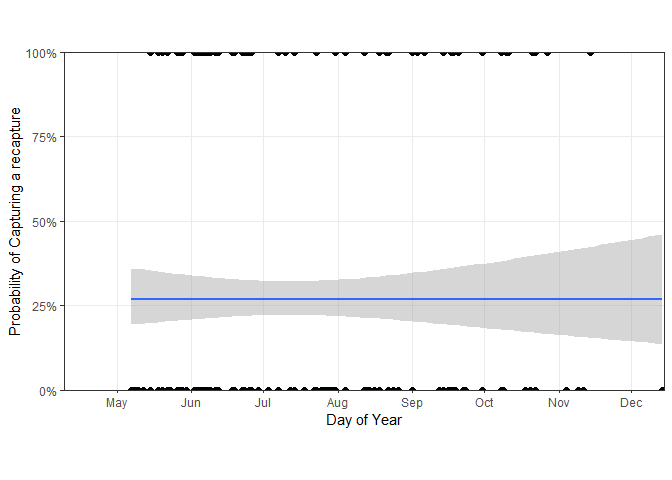 100%
75%
50%
25%
0%
Probability of Capturing a recapture
May Jun Jul Aug Sep Oct Nov Dec
Day of Year